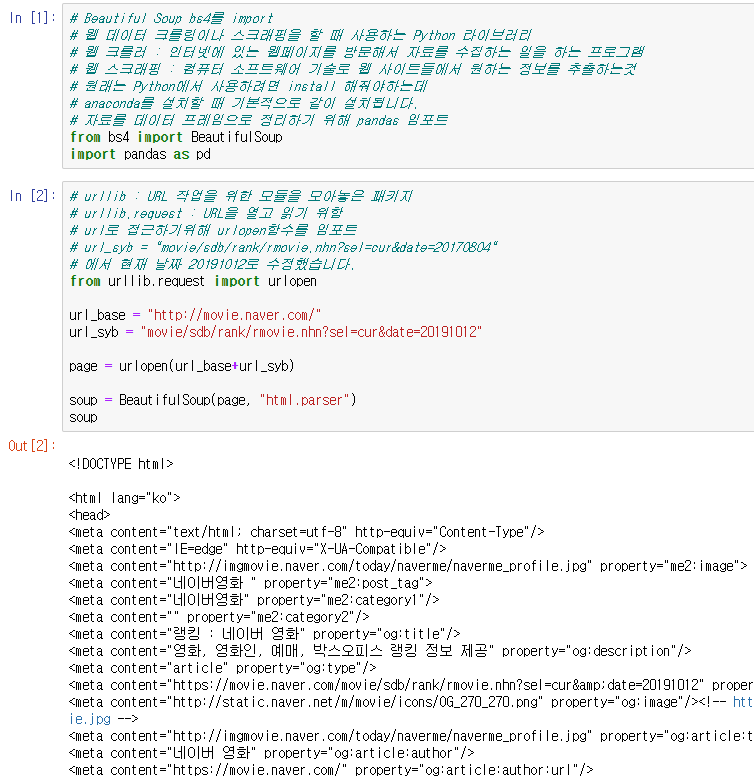 In [1]:
# Beautiful Soup bs4를 import
# 웹 데이터 크롤링이나 스크래핑을 할 때 사용하는 Python 라이브러리
# 웹 크롤러 : 인터넷에 있는 웹페이지를 방문해서 자료를 수집하는 일을 하는 프로그램
# 웹 스크래핑 : 컴퓨터 소프트웨어 기술로 웹 사이트들에서 원하는 정보를 추출하는것
# 원래는 Python에서 사용하려면 install 해줘야하는데
# anaconda를 설치할 때 기본적으로 같이 설치됩니다.
# 자료를 데이터 프레임으로 정리하기 위해 pandas 임포트
from bs4 import BeautifulSoup
import pandas as pd
In [2]:
# urllib : URL 작업을 위한 모듈을 모아놓은 패키지
# urllib.request : URL을 열고 읽기 위함
# url로 접근하기위해 urlopen함수를 임포트
# url_syb = "movie/sdb/rank/rmovie.nhn?sel=cur&date=20170804"
# 에서 현재 날짜 20191012로 수정했습니다.
from urllib.request import urlopen
url_base = "http://movie.naver.com/"
url_syb = "movie/sdb/rank/rmovie.nhn?sel=cur&date=20191012"
page = urlopen(url_base+url_syb)
soup = BeautifulSoup(page, "html.parser")
soup
Out[2]:
<!DOCTYPE html>
<html lang="ko">
<head>
<meta content="text/html; charset=utf-8" http-equiv="Content-Type"/>
<meta content="IE=edge" http-equiv="X-UA-Compatible"/>
<meta content="http://imgmovie.naver.com/today/naverme/naverme_profile.jpg" property="me2:image">
<meta content="네이버영화 " property="me2:post_tag">
<meta content="네이버영화" property="me2:category1"/>
<meta content="" property="me2:category2"/>
<meta content="랭킹 : 네이버 영화" property="og:title"/>
<meta content="영화, 영화인, 예매, 박스오피스 랭킹 정보 제공" property="og:description"/>
<meta content="article" property="og:type"/>
<meta content="https://movie.naver.com/movie/sdb/rank/rmovie.nhn?sel=cur&amp;date=20191012" proper
<meta content="http://static.naver.net/m/movie/icons/OG_270_270.png" property="og:image"/><!-- htt
ie.jpg -->
<meta content="http://imgmovie.naver.com/today/naverme/naverme_profile.jpg" property="og:article:t
<meta content="네이버 영화" property="og:article:author"/>
<meta content="https://movie.naver.com/" property="og:article:author:url"/>